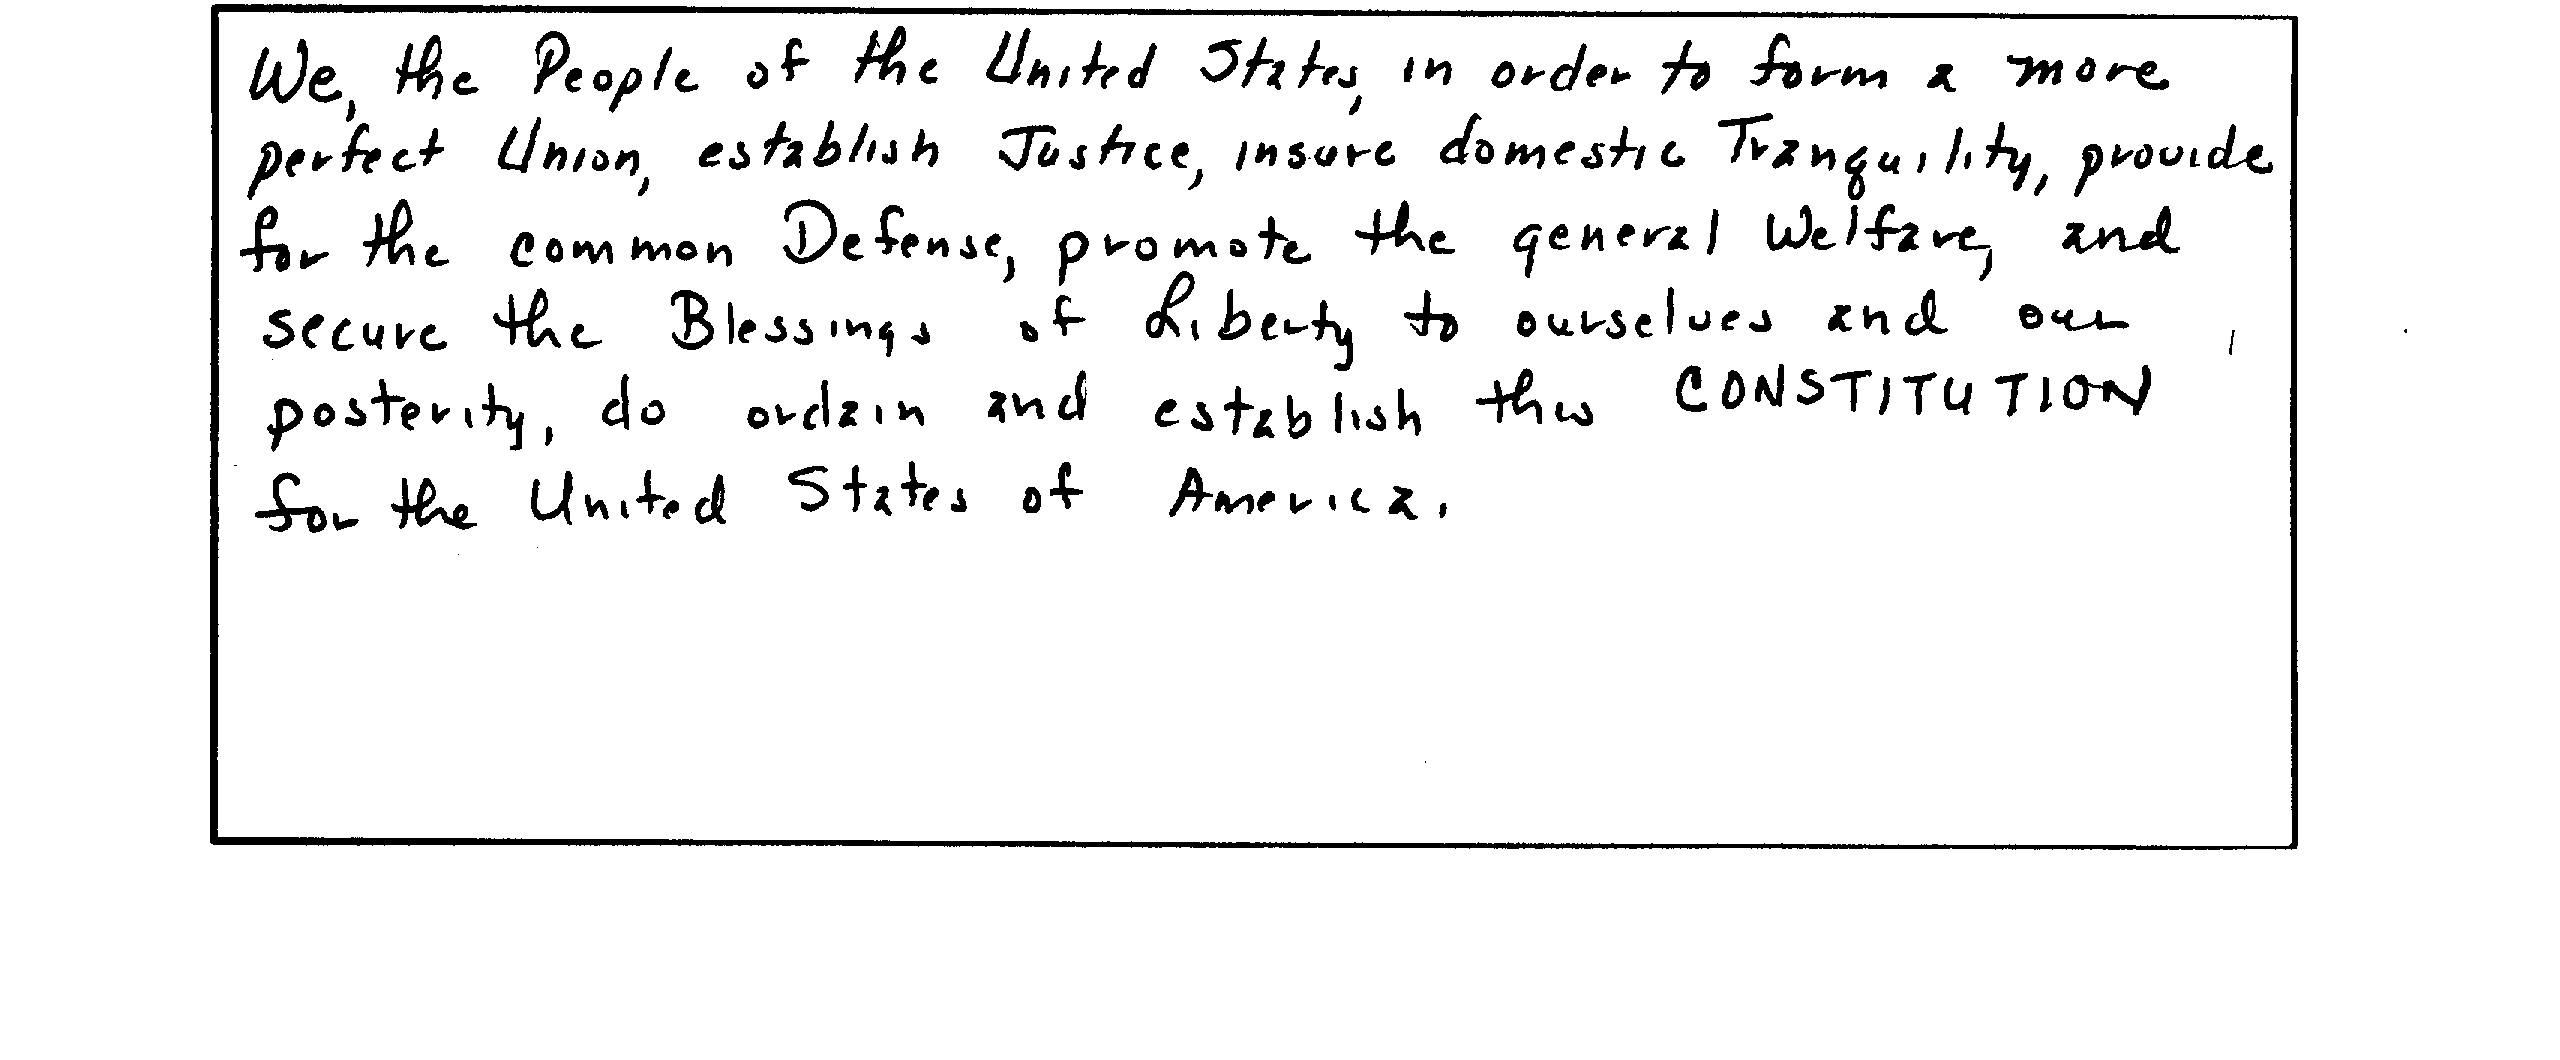 We, the People of the United States, in order to form a more
perfect Union, establish Justice, insure domestic Tranquility, provide
for the common Defense, promote the general Welfare, and
secure the Blessings of Liberty to ourselves and our
posterity, do ordain and establish this CONSTITUTION
for the United States of America.